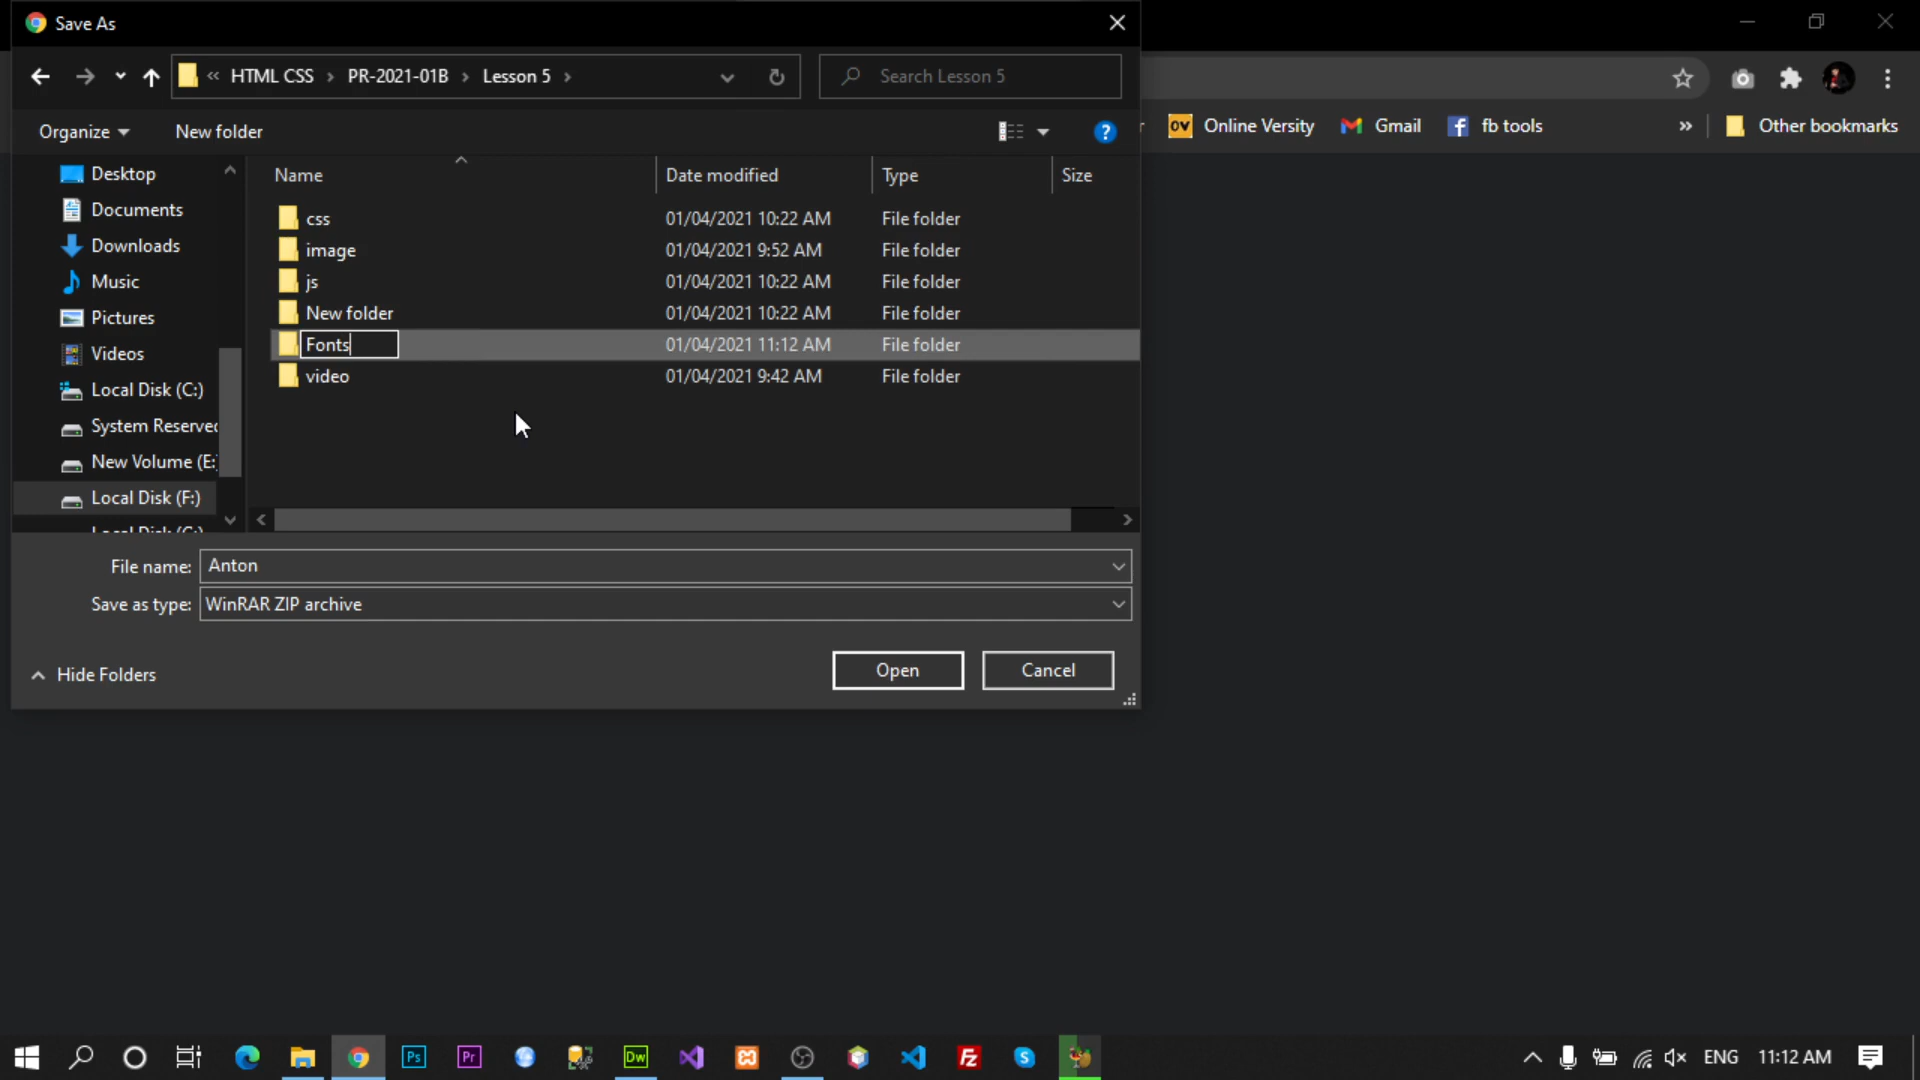 Save As
« HTML CSS › PR-2021-01B › Lesson 5 ›
Search Lesson 5
Online Versity
Gmail
fb tools
» Other bookmarks
Organize
New folder
Desktop
Documents
Downloads
Music
Pictures
Videos
Local Disk (C:)
System Reserved
New Volume (E:
Local Disk (F:)
Name Date modified Type Size
css 01/04/2021 10:22 AM File folder
image 01/04/2021 9:52 AM File folder
js 01/04/2021 10:22 AM File folder
New folder 01/04/2021 10:22 AM File folder
Fonts 01/04/2021 11:12 AM File folder
video 01/04/2021 9:42 AM File folder
File name: Anton
Save as type: WinRAR ZIP archive
Hide Folders
Open
Cancel
Ps
Pr
Dw
ENG
11:12 AM